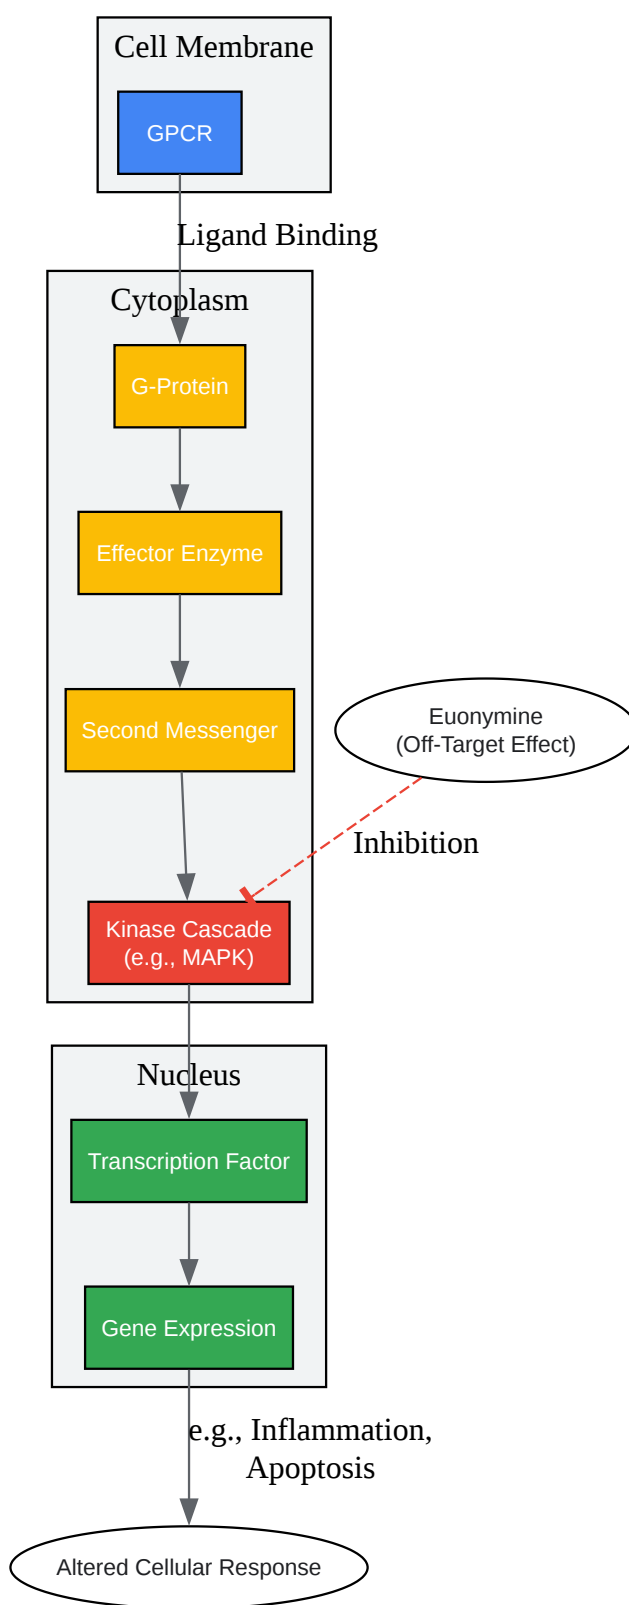 Cell Membrane
GPCR
Ligand Binding
Cytoplasm
G-Protein
Effector Enzyme
Second Messenger
Euonymine
(Off-Target Effect)
Inhibition
Kinase Cascade
(e.g., MAPK)
Nucleus
Transcription Factor
Gene Expression
e.g., Inflammation,
Apoptosis
Altered Cellular Response